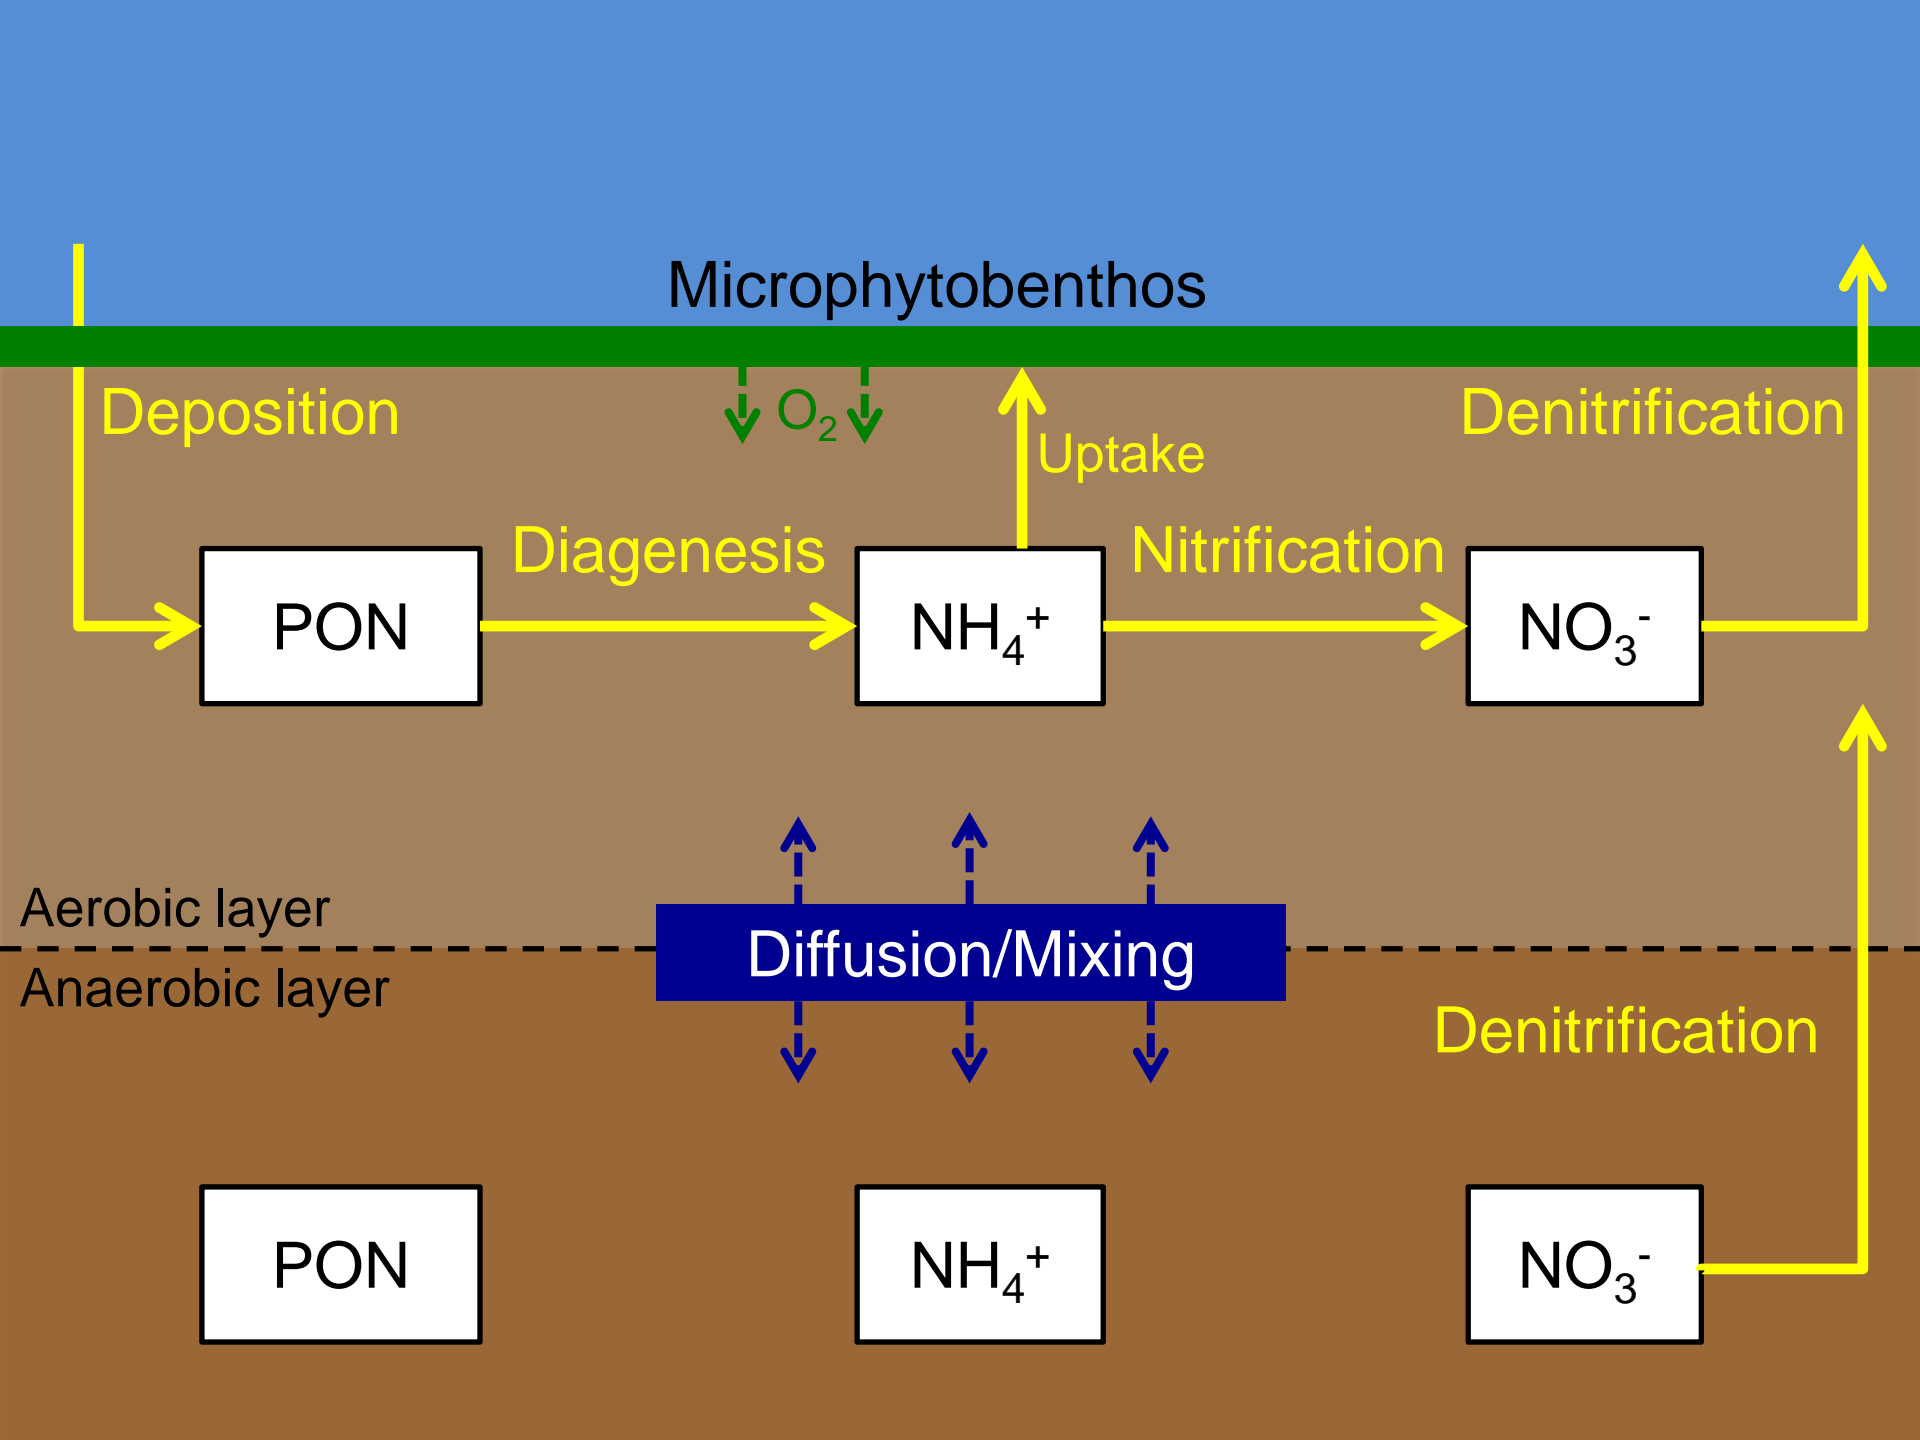 Microphytobenthos
Deposition
O₂
Uptake
Denitrification
Diagenesis
Nitrification
PON
NH₄⁺
NO₃⁻
Aerobic layer
Diffusion/Mixing
Anaerobic layer
Denitrification
PON
NH₄⁺
NO₃⁻